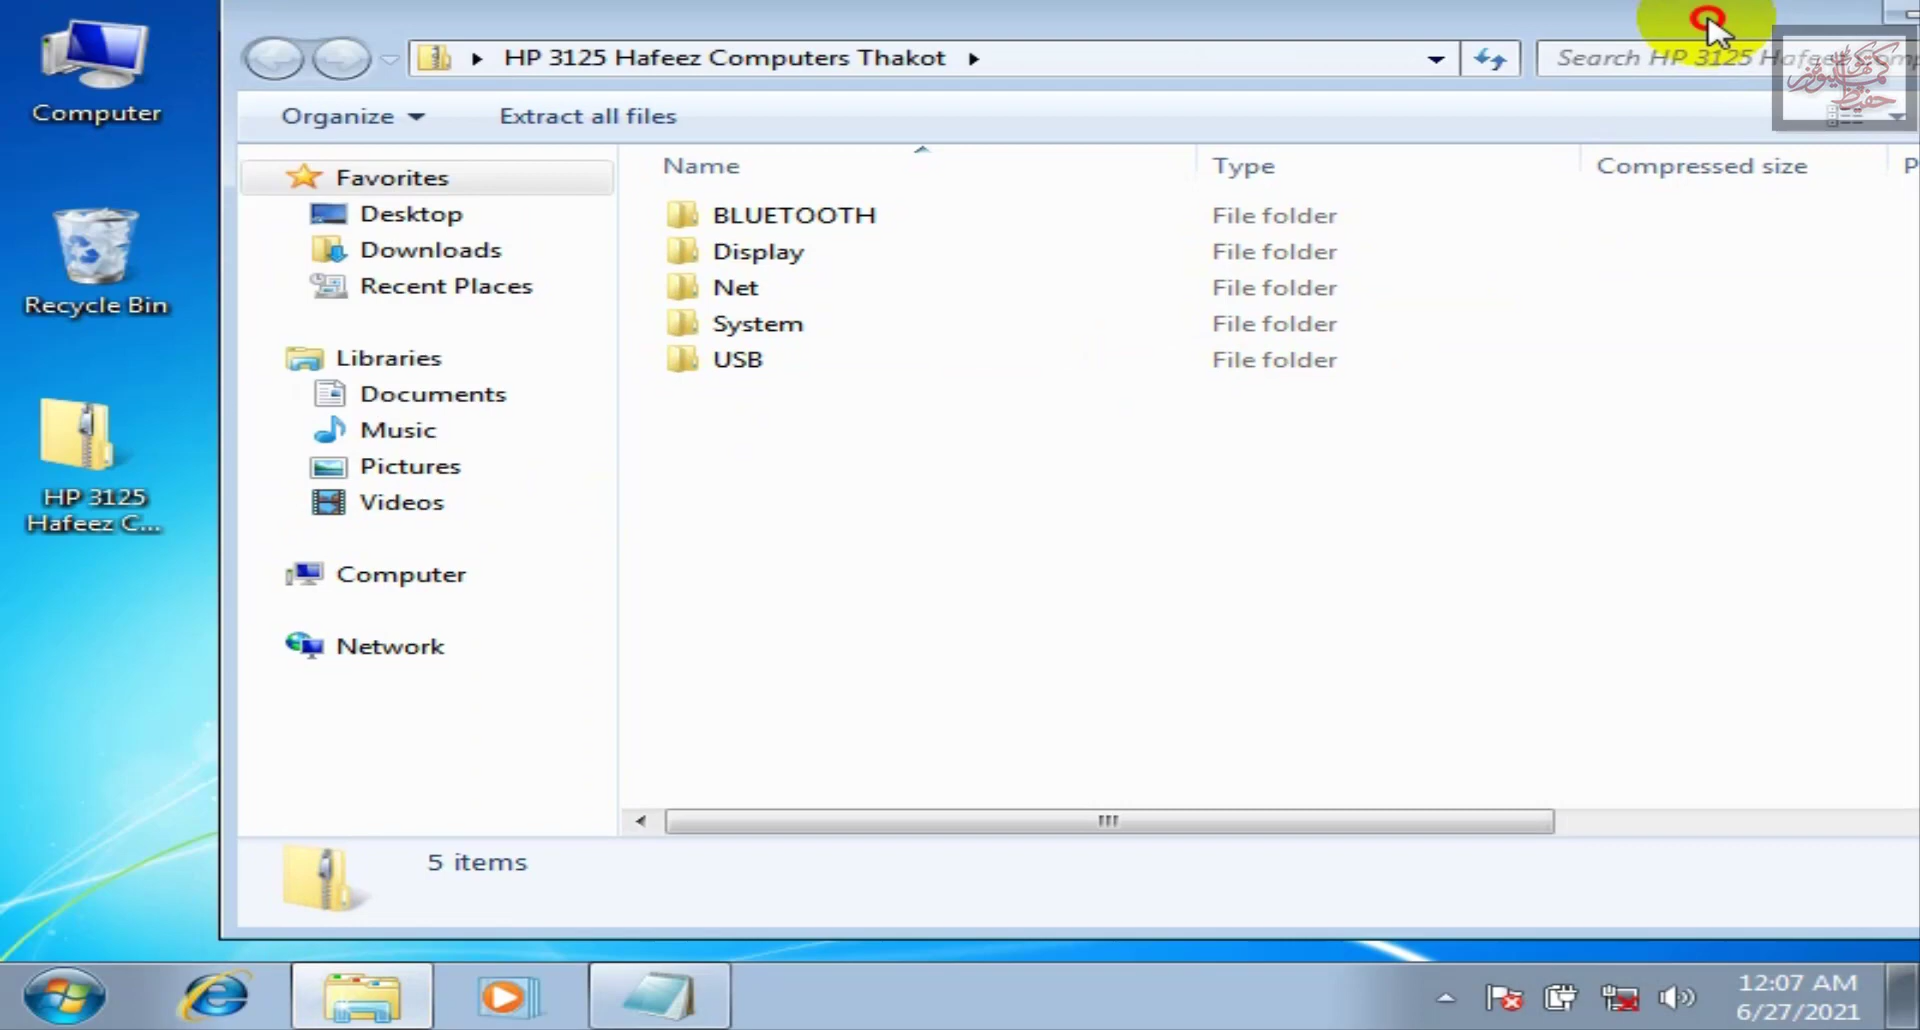 Computer
Recycle Bin
HP 3125
Hafeez C...
HP 3125 Hafeez Computers Thakot
Search HP 3125 Hafeez Comp
Organize
Extract all files
Favorites
Desktop
Downloads
Recent Places
Libraries
Documents
Music
Pictures
Videos
Computer
Network
Name Type Compressed size P
BLUETOOTH File folder
Display File folder
Net File folder
System File folder
USB File folder
5 items
12:07 AM
6/27/2021
حفیظ کمپیوٹرز